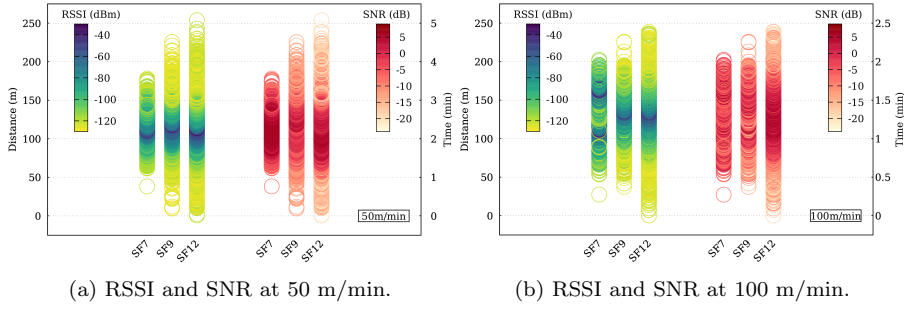 RSSI (dBm)
-40
-60
-80
-100
-120
SNR (dB)
5
0
-5
-10
-15
-20
Distance (m)
250
200
150
100
50
0
Time (min)
5
4
3
2
1
0
50m/min
SF7
SF9
SF12
SF7
SF9
SF12
(a) RSSI and SNR at 50 m/min.
RSSI (dBm)
-40
-60
-80
-100
-120
SNR (dB)
5
0
-5
-10
-15
-20
Distance (m)
250
200
150
100
50
0
Time (min)
2.5
2
1.5
1
0.5
0
100m/min
SF7
SF9
SF12
SF7
SF9
SF12
(b) RSSI and SNR at 100 m/min.